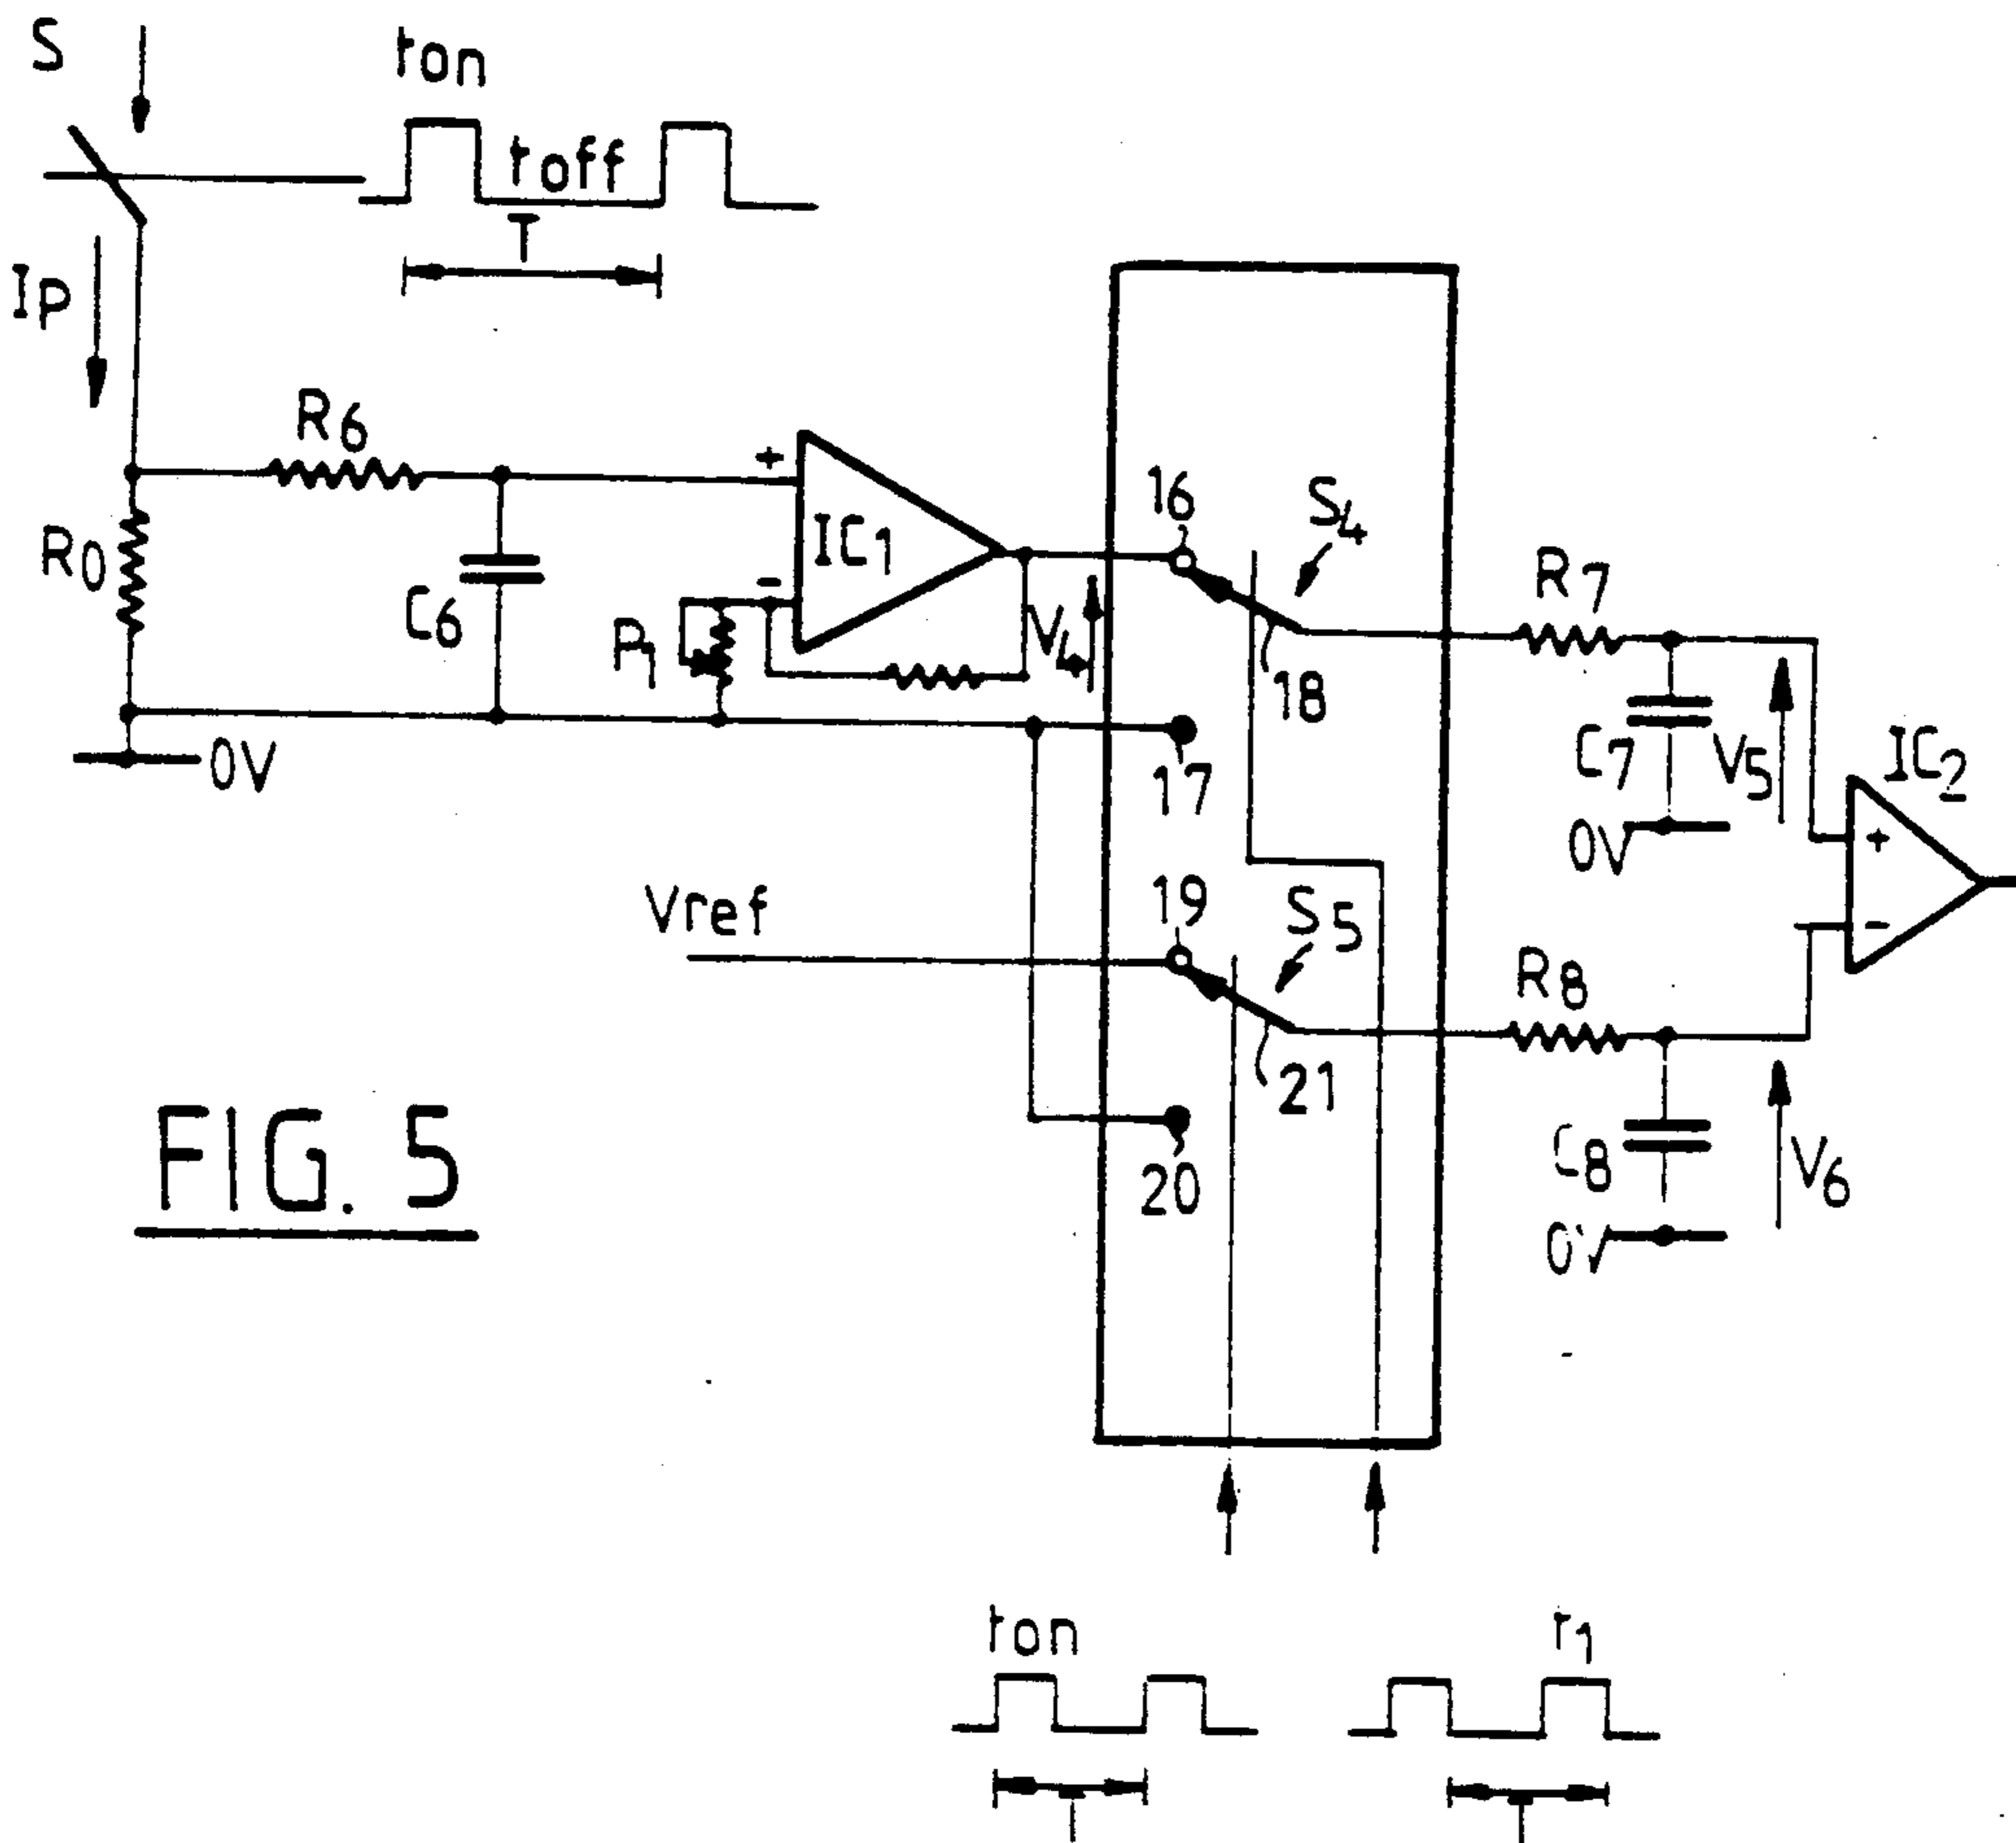 S
ton
toff
T
IP
R6
+
IC1
-
R0
C6
P1
V4
16
S4
R7
18
0V
17
C7
V5
IC2
0V
+
-
Vref
19
S5
R8
21
20
C8
V6
0V
FIG. 5
ton
T
T